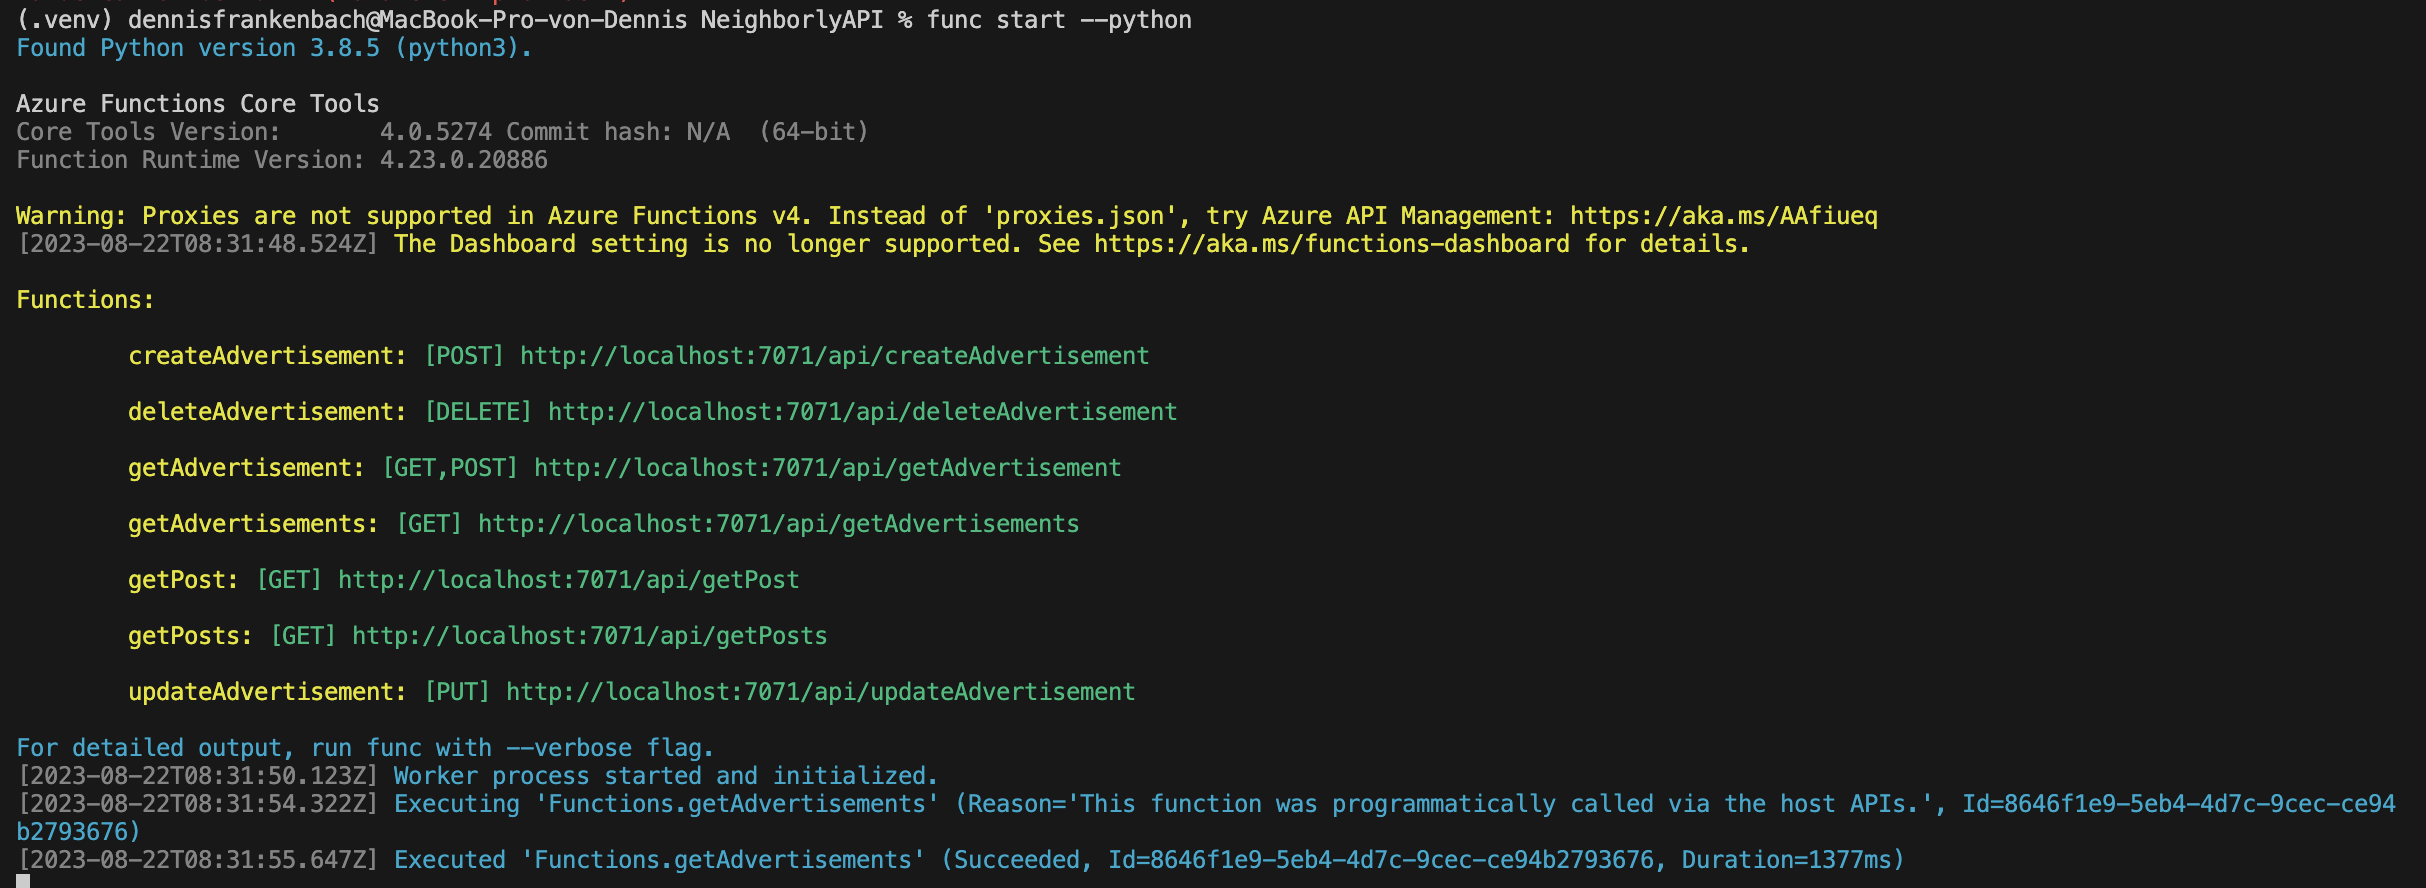 (.venv) dennisfrankenbach@MacBook-Pro-von-Dennis NeighborlyAPI % func start --python
Found Python version 3.8.5 (python3).
Azure Functions Core Tools
Core Tools Version:       4.0.5274 Commit hash: N/A  (64-bit)
Function Runtime Version: 4.23.0.20886
Warning: Proxies are not supported in Azure Functions v4. Instead of 'proxies.json', try Azure API Management: https://aka.ms/AAfiueq
[2023-08-22T08:31:48.524Z] The Dashboard setting is no longer supported. See https://aka.ms/functions-dashboard for details.
Functions:
createAdvertisement: [POST] http://localhost:7071/api/createAdvertisement
deleteAdvertisement: [DELETE] http://localhost:7071/api/deleteAdvertisement
getAdvertisement: [GET,POST] http://localhost:7071/api/getAdvertisement
getAdvertisements: [GET] http://localhost:7071/api/getAdvertisements
getPost: [GET] http://localhost:7071/api/getPost
getPosts: [GET] http://localhost:7071/api/getPosts
updateAdvertisement: [PUT] http://localhost:7071/api/updateAdvertisement
For detailed output, run func with --verbose flag.
[2023-08-22T08:31:50.123Z] Worker process started and initialized.
[2023-08-22T08:31:54.322Z] Executing 'Functions.getAdvertisements' (Reason='This function was programmatically called via the host APIs.', Id=8646f1e9-5eb4-4d7c-9cec-ce94
b2793676)
[2023-08-22T08:31:55.647Z] Executed 'Functions.getAdvertisements' (Succeeded, Id=8646f1e9-5eb4-4d7c-9cec-ce94b2793676, Duration=1377ms)